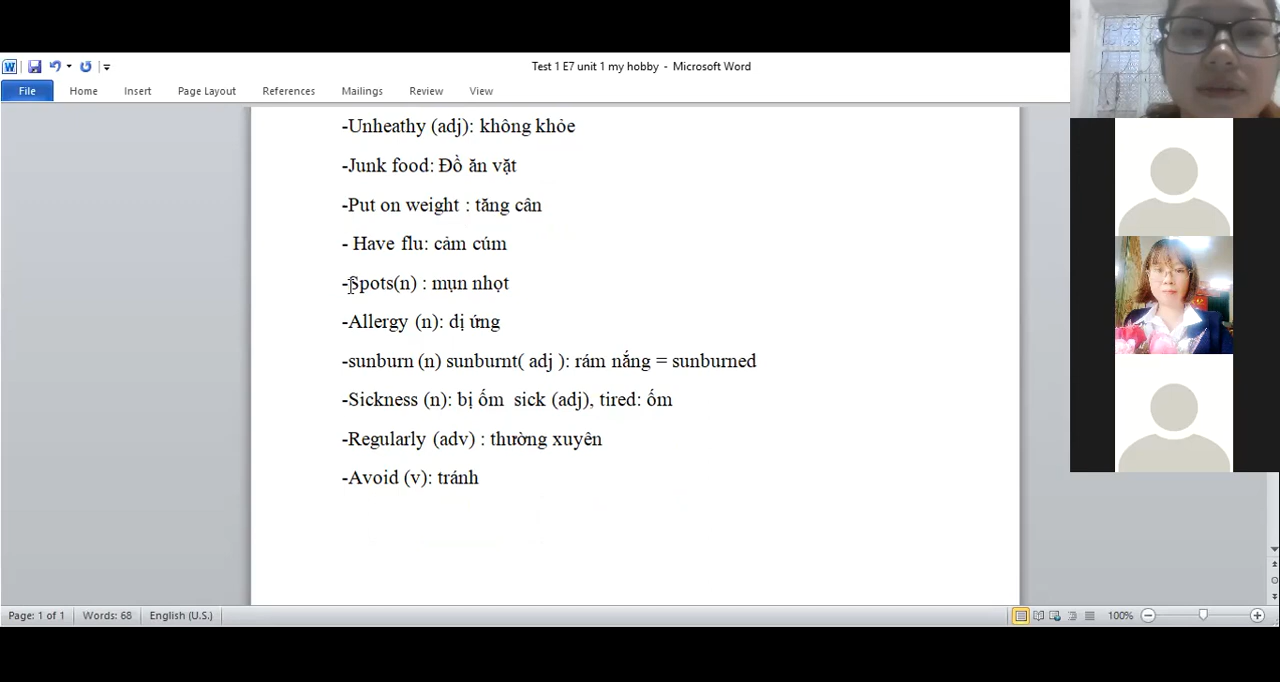 Test 1 E7 unit 1 my hobby - Microsoft Word
File Home Insert Page Layout References Mailings Review View
-Unheathy (adj): không khỏe
-Junk food: Đồ ăn vặt
-Put on weight : tăng cân
- Have flu: cảm cúm
-Spots(n) : mụn nhọt
-Allergy (n): dị ứng
-sunburn (n) sunburnt( adj ): rám nắng = sunburned
-Sickness (n): bị ốm sick (adj), tired: ốm
-Regularly (adv) : thường xuyên
-Avoid (v): tránh
Page: 1 of 1 Words: 68 English (U.S.) 100%